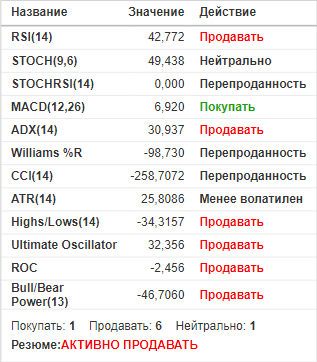 Название Значение Действие
RSI(14) 42,772 Продавать
STOCH(9,6) 49,438 Нейтрально
STOCHRSI(14) 0,000 Перепроданность
MACD(12,26) 6,920 Покупать
ADX(14) 30,937 Продавать
Williams %R -98,730 Перепроданность
CCI(14) -258,7072 Перепроданность
ATR(14) 25,8086 Менее волатилен
Highs/Lows(14) -34,3157 Продавать
Ultimate Oscillator 32,356 Продавать
ROC -2,456 Продавать
Bull/Bear
Power(13) -46,7060 Продавать
Покупать: 1 Продавать: 6 Нейтрально: 1
Резюме:АКТИВНО ПРОДАВАТЬ